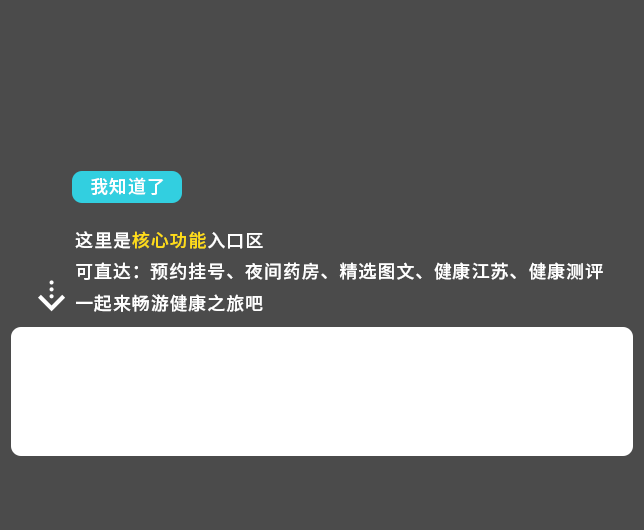 我知道了
这里是核心功能入口区
可直达：预约挂号、夜间药房、精选图文、健康江苏、健康测评
一起来畅游健康之旅吧